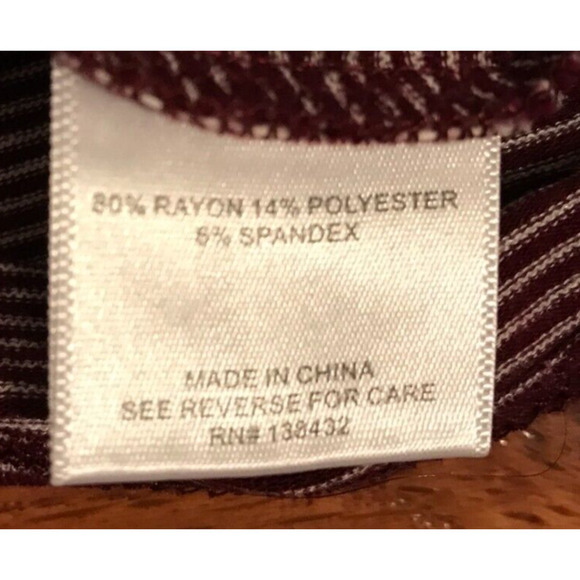 80% RAYON 14% POLYESTER
6% SPANDEX
MADE IN CHINA
SEE REVERSE FOR CARE
RN# 138432